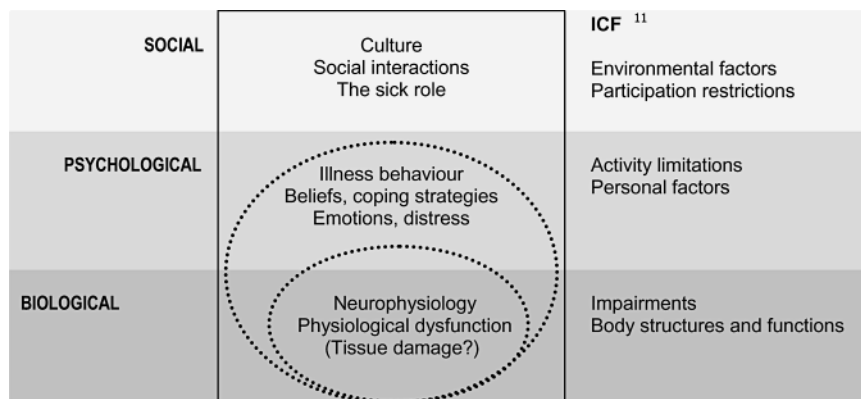 SOCIAL
Culture
Social interactions
The sick role
ICF 11
Environmental factors
Participation restrictions
PSYCHOLOGICAL
Illness behaviour
Beliefs, coping strategies
Emotions, distress
Activity limitations
Personal factors
BIOLOGICAL
Neurophysiology
Physiological dysfunction
(Tissue damage?)
Impairments
Body structures and functions